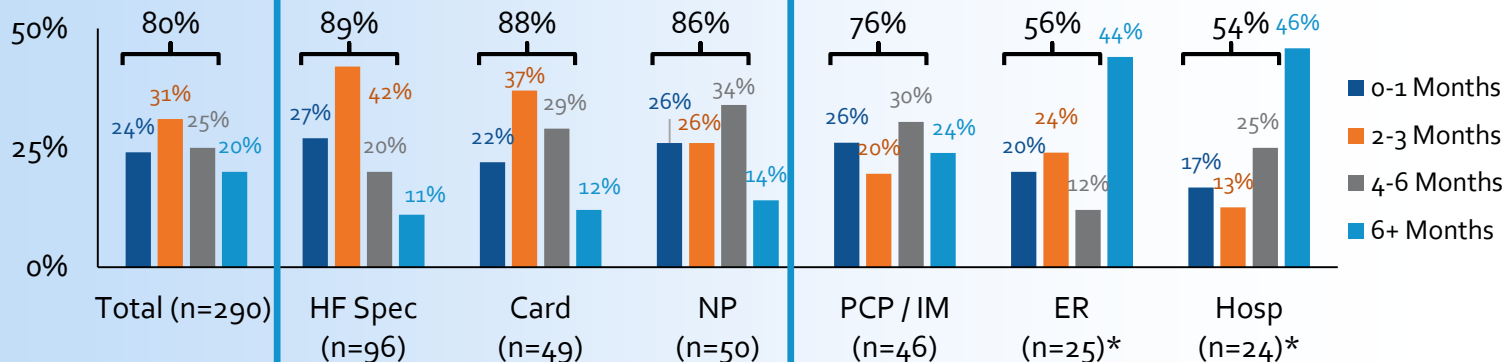 50%
25%
0%
80%
24%
31%
25%
20%
89%
27%
42%
20%
11%
88%
22%
37%
29%
12%
86%
26%
26%
34%
14%
76%
26%
20%
30%
24%
56%
20%
24%
12%
44%
54%
17%
13%
25%
46%
Total (n=290)
HF Spec
(n=96)
Card
(n=49)
NP
(n=50)
PCP / IM
(n=46)
ER
(n=25)*
Hosp
(n=24)*
0-1 Months
2-3 Months
4-6 Months
6+ Months